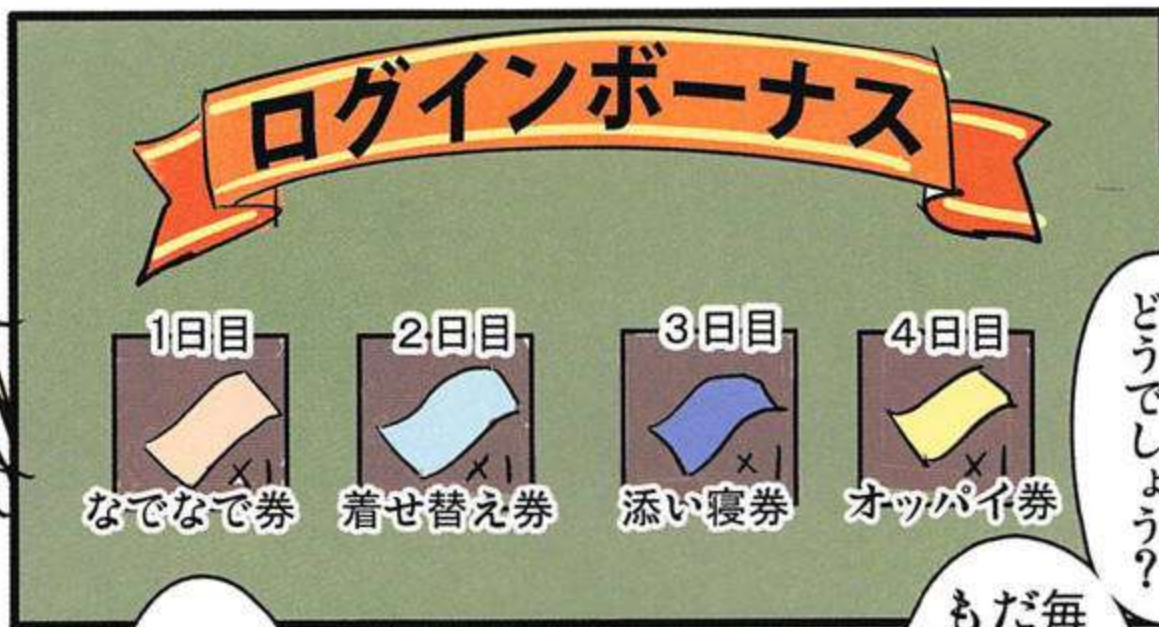 ログインボーナス
1日目
2日目
3日目
4日目
×1
×1
×1
×1
なでなで券
着せ替え券
添い寝券
オッパイ券
どうでしょう?
毎
だ
も